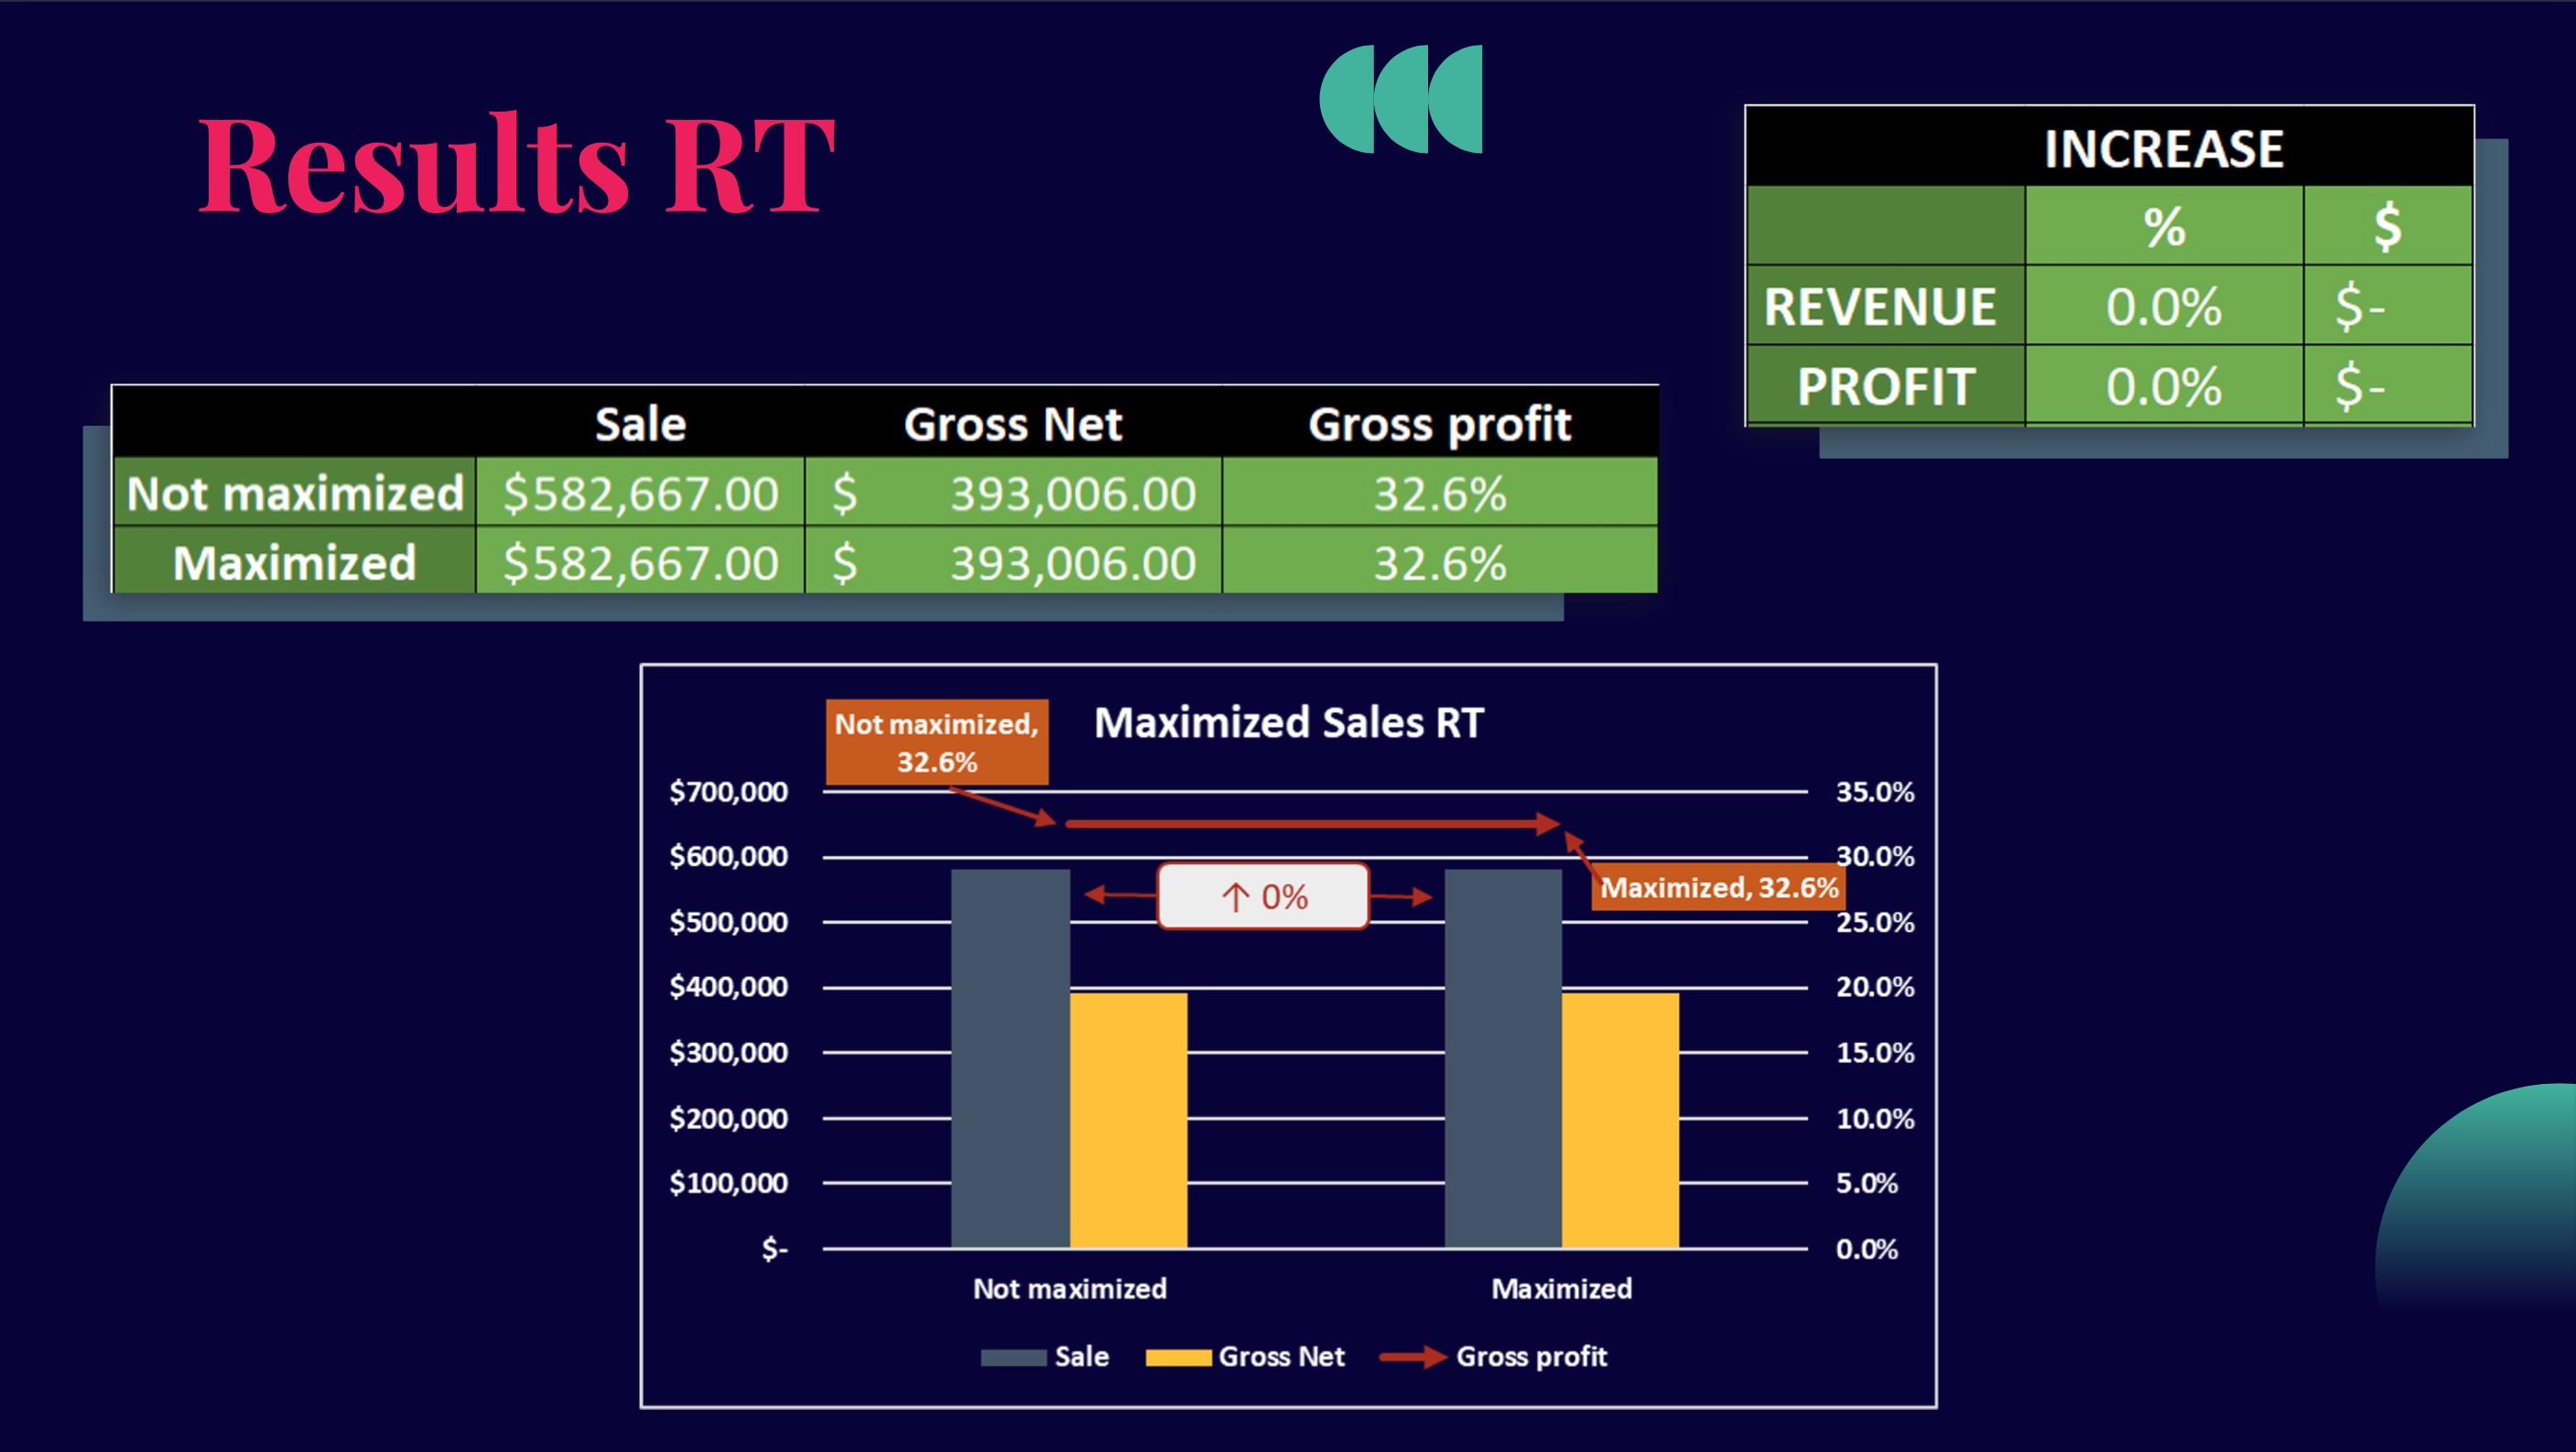 Results RT
INCREASE
% $
REVENUE 0.0% $-
PROFIT 0.0% $-
Sale Gross Net Gross profit
Not maximized $582,667.00 $ 393,006.00 32.6%
Maximized $582,667.00 $ 393,006.00 32.6%
Maximized Sales RT
Not maximized,
32.6%
$700,000 35.0%
$600,000 30.0%
↑ 0%
Maximized, 32.6%
$500,000 25.0%
$400,000 20.0%
$300,000 15.0%
$200,000 10.0%
$100,000 5.0%
$- 0.0%
Not maximized Maximized
Sale Gross Net Gross profit